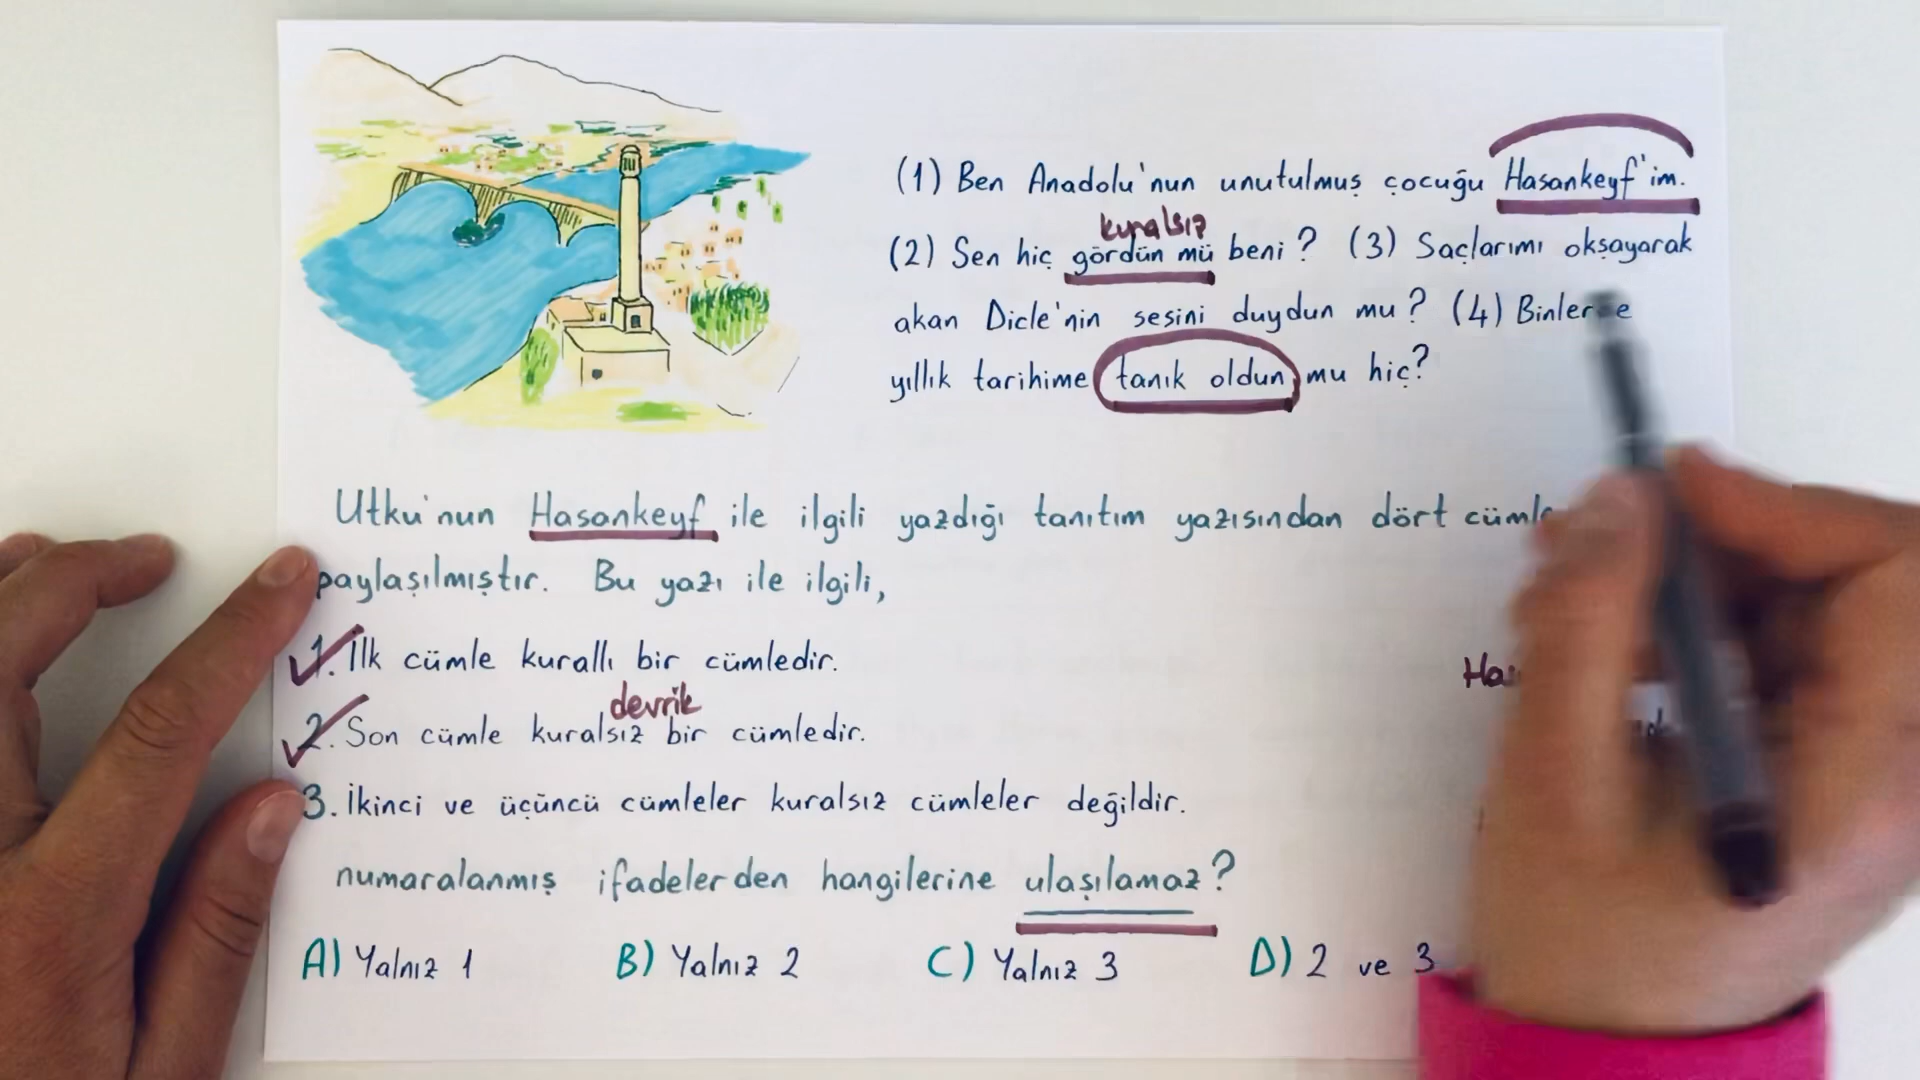 (1) Ben Anadolu'nun unutulmuş çocuğu Hasankeyf'im.
kuralsız
(2) Sen hiç gördün mü beni? (3) Saçlarımı okşayarak
akan Dicle'nin sesini duydun mu? (4) Binlerce
yıllık tarihime tanık oldun mu hiç?
Utku'nun Hasankeyf ile ilgili yazdığı tanıtım yazısından dört cümle
paylaşılmıştır. Bu yazı ile ilgili,
1. İlk cümle kurallı bir cümledir.
devrik
2. Son cümle kuralsız bir cümledir.
3. İkinci ve üçüncü cümleler kuralsız cümleler değildir.
numaralanmış ifadelerden hangilerine ulaşılamaz?
A) Yalnız 1 B) Yalnız 2 C) Yalnız 3 D) 2 ve 3